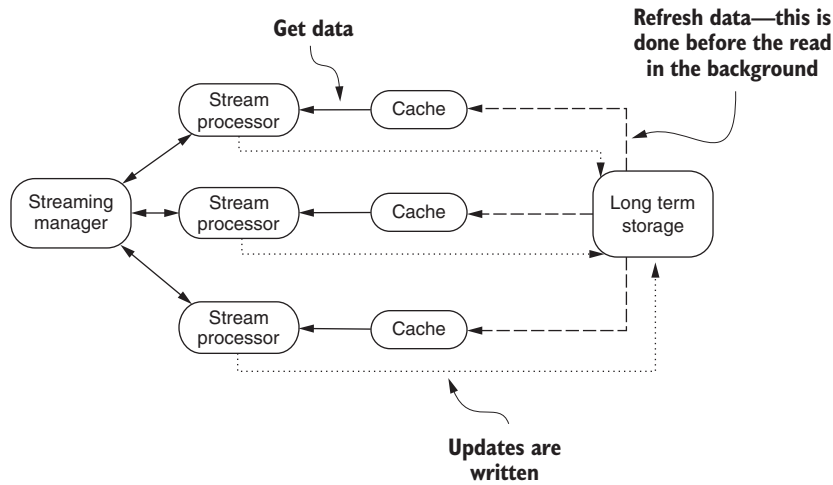 Get data
Refresh data—this is
done before the read
in the background
Stream
processor
Cache
Streaming
manager
Stream
processor
Cache
Long term
storage
Stream
processor
Cache
Updates are
written